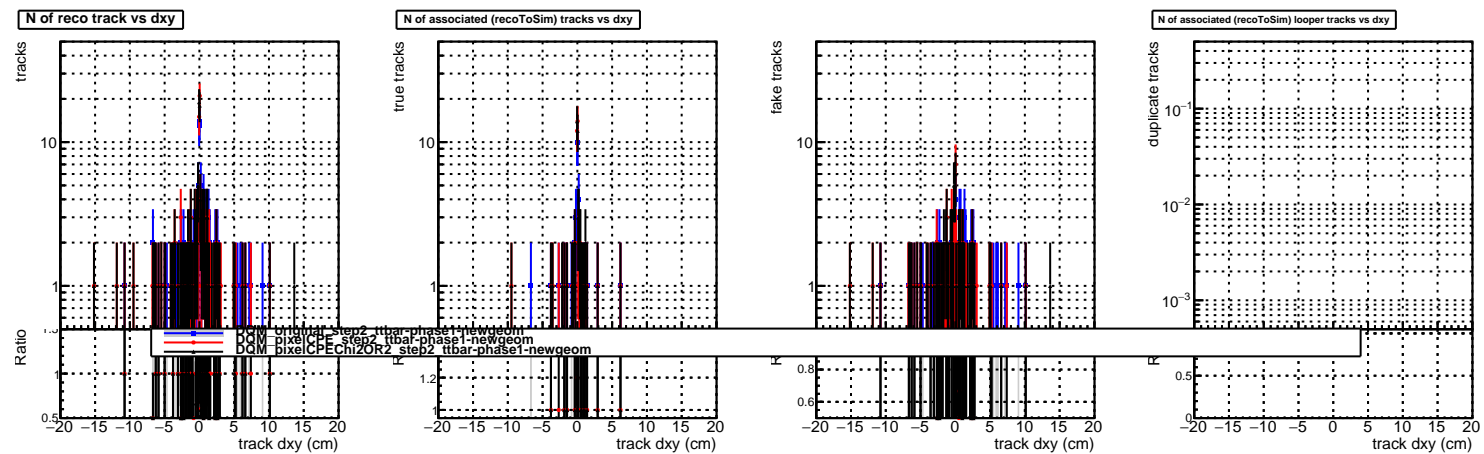 N of reco track vs dxy
tracks
10
1
1.5
Ratio
1
0.5
−20 −15 −10 −5 0 5 10 15 20
track dxy (cm)
N of associated (recoToSim) tracks vs dxy
true tracks
10
1
1.2
1
−20 −15 −10 −5 0 5 10 15 20
track dxy (cm)
fake tracks
10
1
0.8
0.6
−20 −15 −10 −5 0 5 10 15 20
track dxy (cm)
N of associated (recoToSim) looper tracks vs dxy
duplicate tracks
10−1
10−2
10−3
0.5
0
−20 −15 −10 −5 0 5 10 15 20
track dxy (cm)
DQM_original_step2_ttbar-phase1-newgeom
DQM_pixelCPE_step2_ttbar-phase1-newgeom
DQM_pixelCPEChi2OR2_step2_ttbar-phase1-newgeom